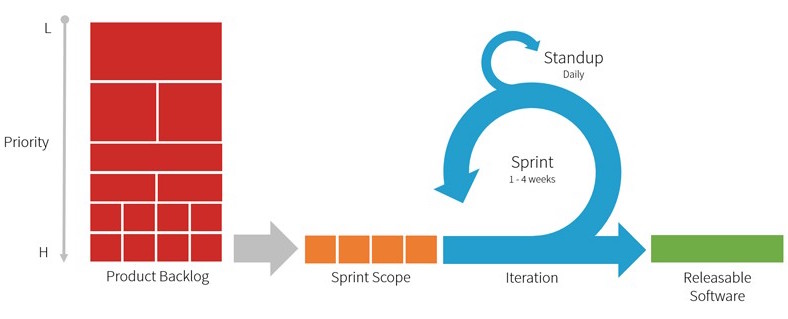 L
Priority
H
Product Backlog
Sprint Scope
Standup
Daily
Sprint
1 - 4 weeks
Iteration
Releasable
Software